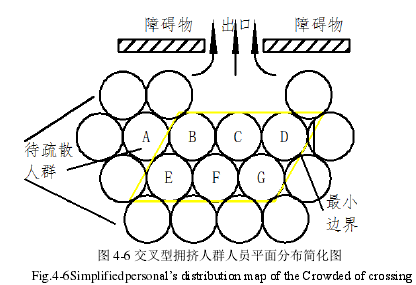 障碍物 出口 障碍物
A B C D
待疏散
人群
E F G
最小
边界
图 4-6 交叉型拥挤人群人员平面分布简化图
Fig.4-6Simplifiedpersonal's distribution map of the Crowded of crossing